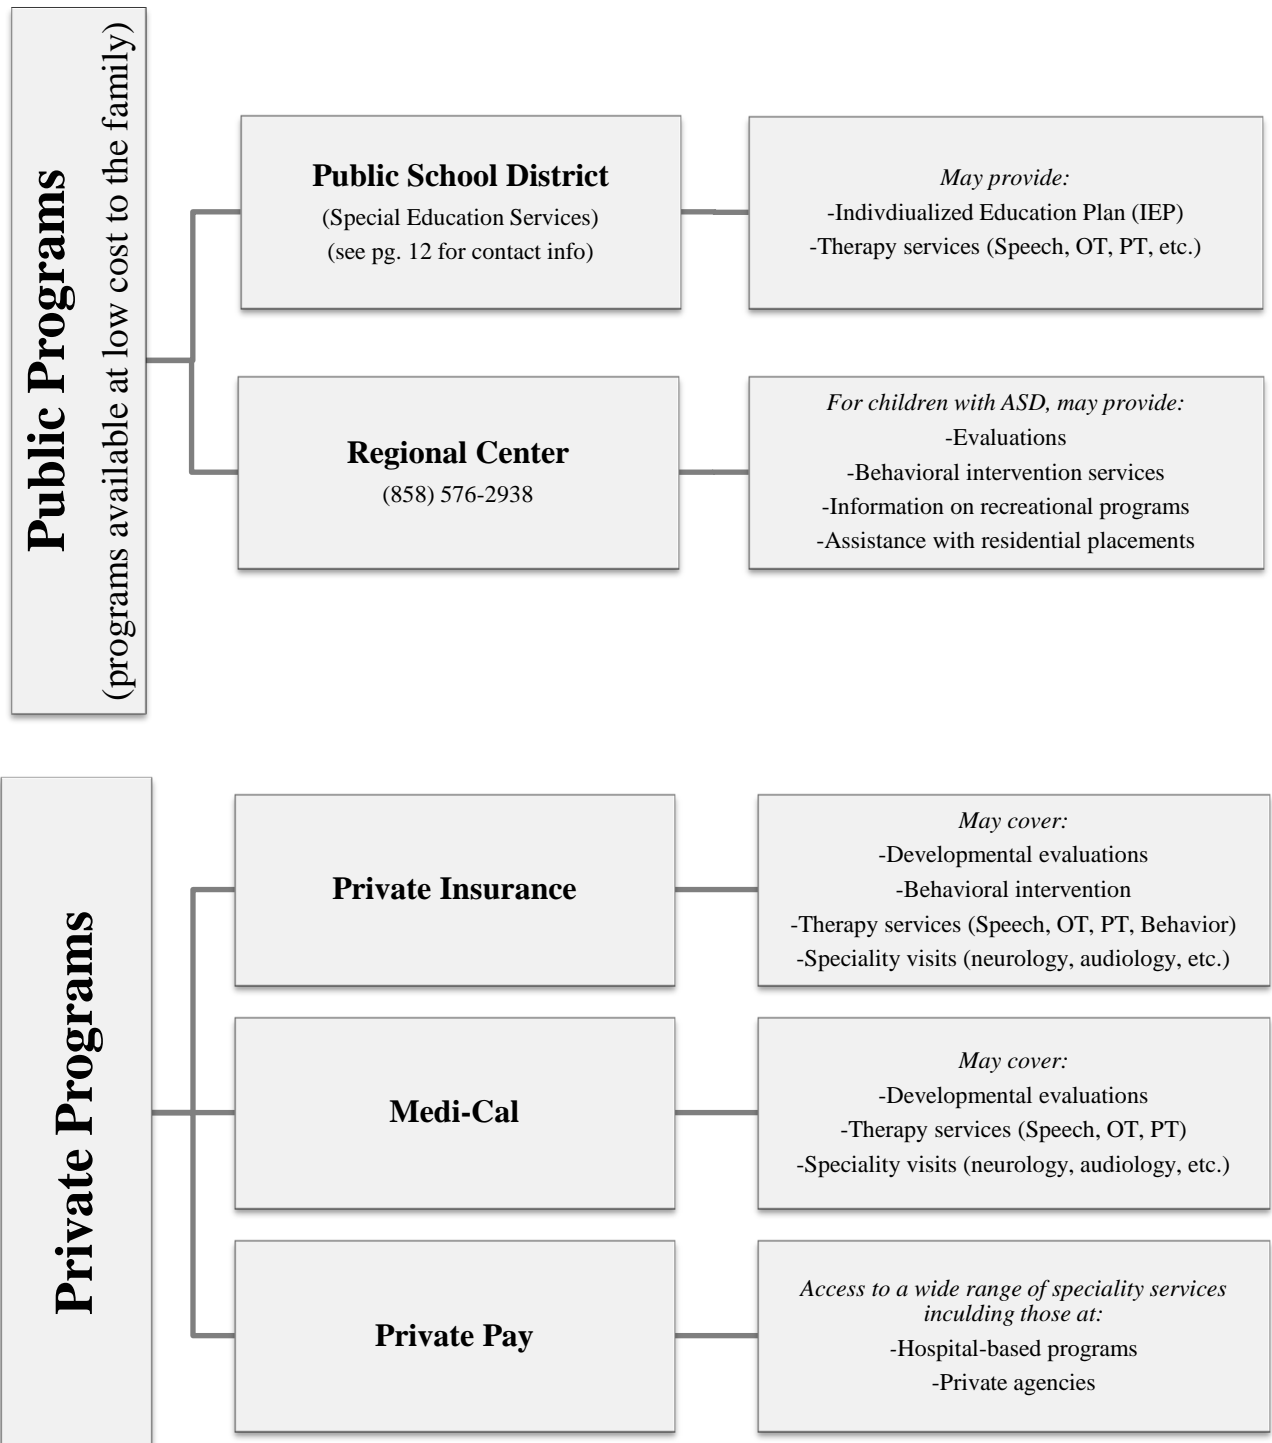 Public Programs
(programs available at low cost to the family)
Public School District
(Special Education Services)
(see pg. 12 for contact info)
May provide:
-Indivdiualized Education Plan (IEP)
-Therapy services (Speech, OT, PT, etc.)
Regional Center
(858) 576-2938
For children with ASD, may provide:
-Evaluations
-Behavioral intervention services
-Information on recreational programs
-Assistance with residential placements
Private Programs
Private Insurance
May cover:
-Developmental evaluations
-Behavioral intervention
-Therapy services (Speech, OT, PT, Behavior)
-Speciality visits (neurology, audiology, etc.)
Medi-Cal
May cover:
-Developmental evaluations
-Therapy services (Speech, OT, PT)
-Speciality visits (neurology, audiology, etc.)
Private Pay
Access to a wide range of speciality services
inculding those at:
-Hospital-based programs
-Private agencies